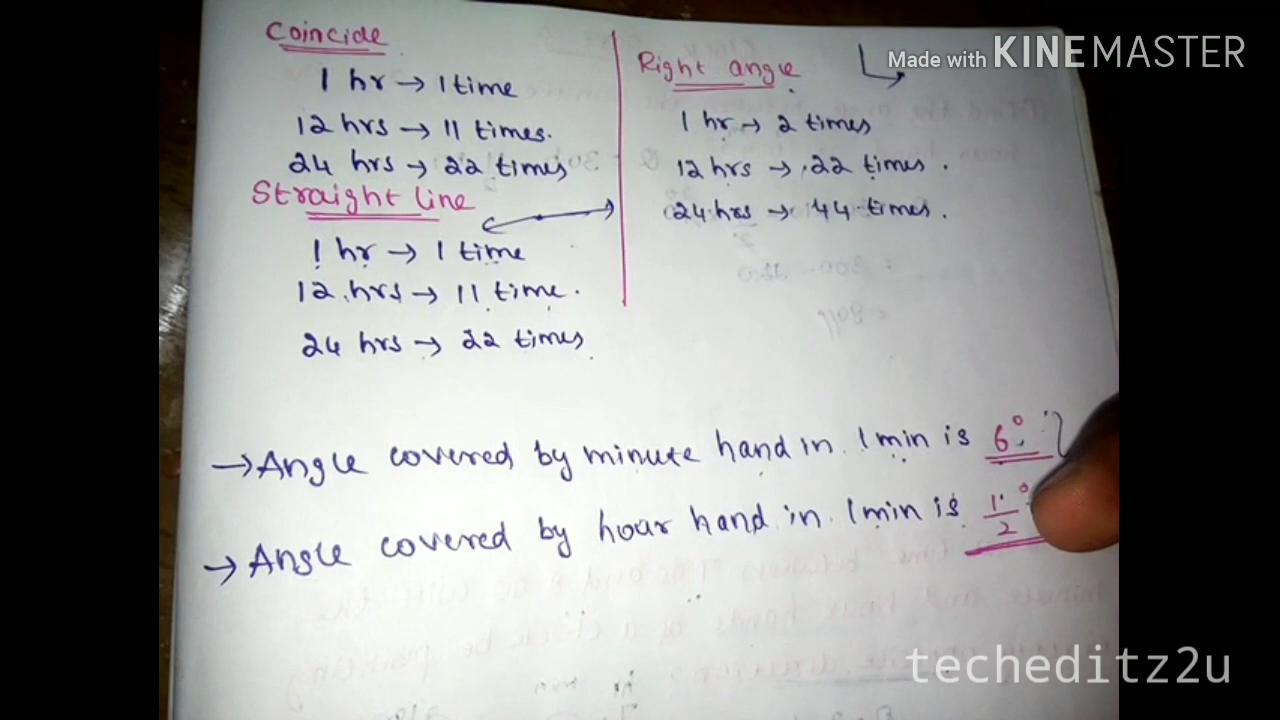 Coincide
1 hr → 1 time
12 hrs → 11 times.
24 hrs → 22 times
Straight line
1 hr → 1 time
12 hrs → 11 time.
24 hrs → 22 times
Right angle
1 hr → 2 times
12 hrs → 22 times.
24 hrs → 44 times.
→ Angle covered by minute hand in 1 min is 6°
→ Angle covered by hour hand in 1 min is 1/2°
Made with KINEMASTER
techeditz2u